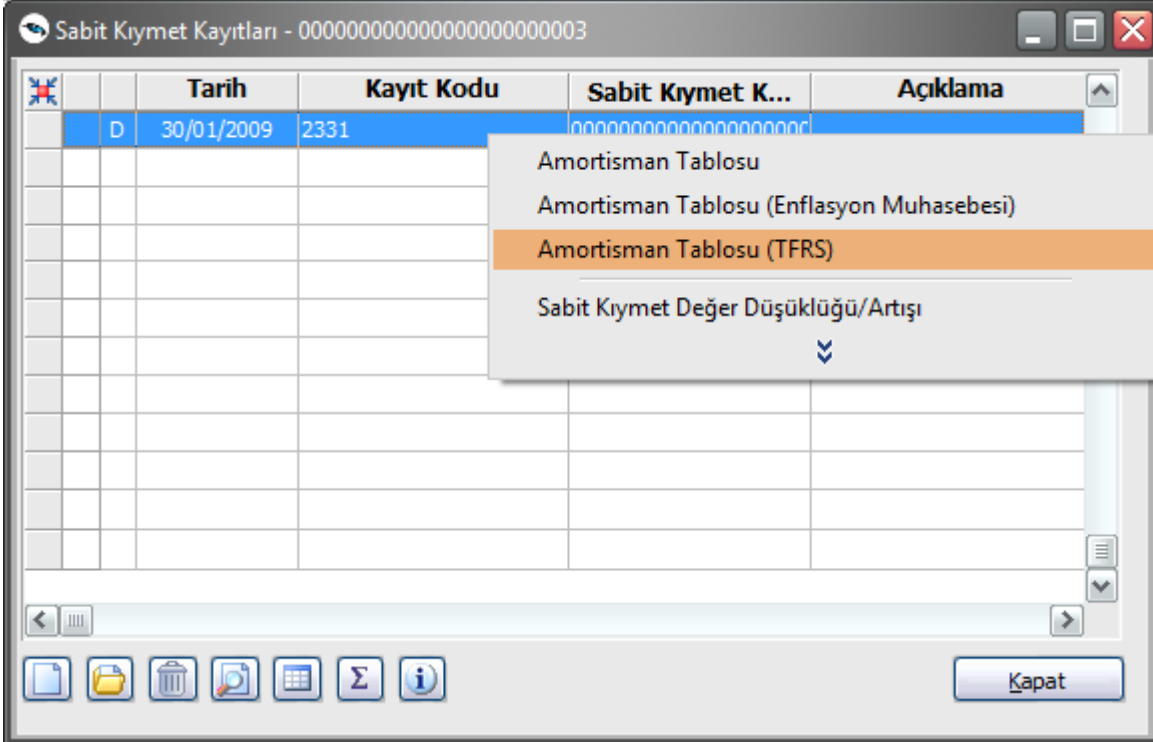 Sabit Kıymet Kayıtları - 000000000000000000000003
Tarih Kayıt Kodu Sabit Kıymet K... Açıklama
D 30/01/2009 2331
Amortisman Tablosu
Amortisman Tablosu (Enflasyon Muhasebesi)
Amortisman Tablosu (TFRS)
Sabit Kıymet Değer Düşüklüğü/Artışı
Kapat